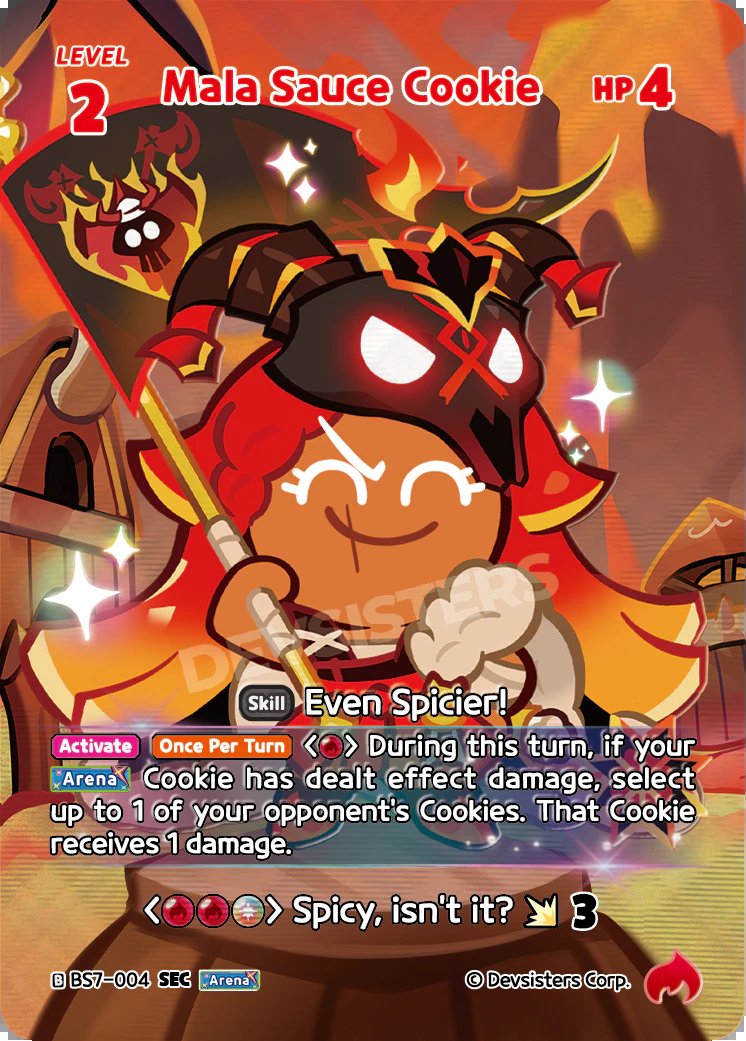 LEVEL
2
Mala Sauce Cookie
HP 4
DEVSISTERS
Skill Even Spicier!
Activate Once Per Turn < > During this turn, if your
Arena Cookie has dealt effect damage, select
up to 1 of your opponent's Cookies. That Cookie
receives 1 damage.
< > Spicy, isn't it? 3
B BS7-004 SEC Arena
© Devsisters Corp.